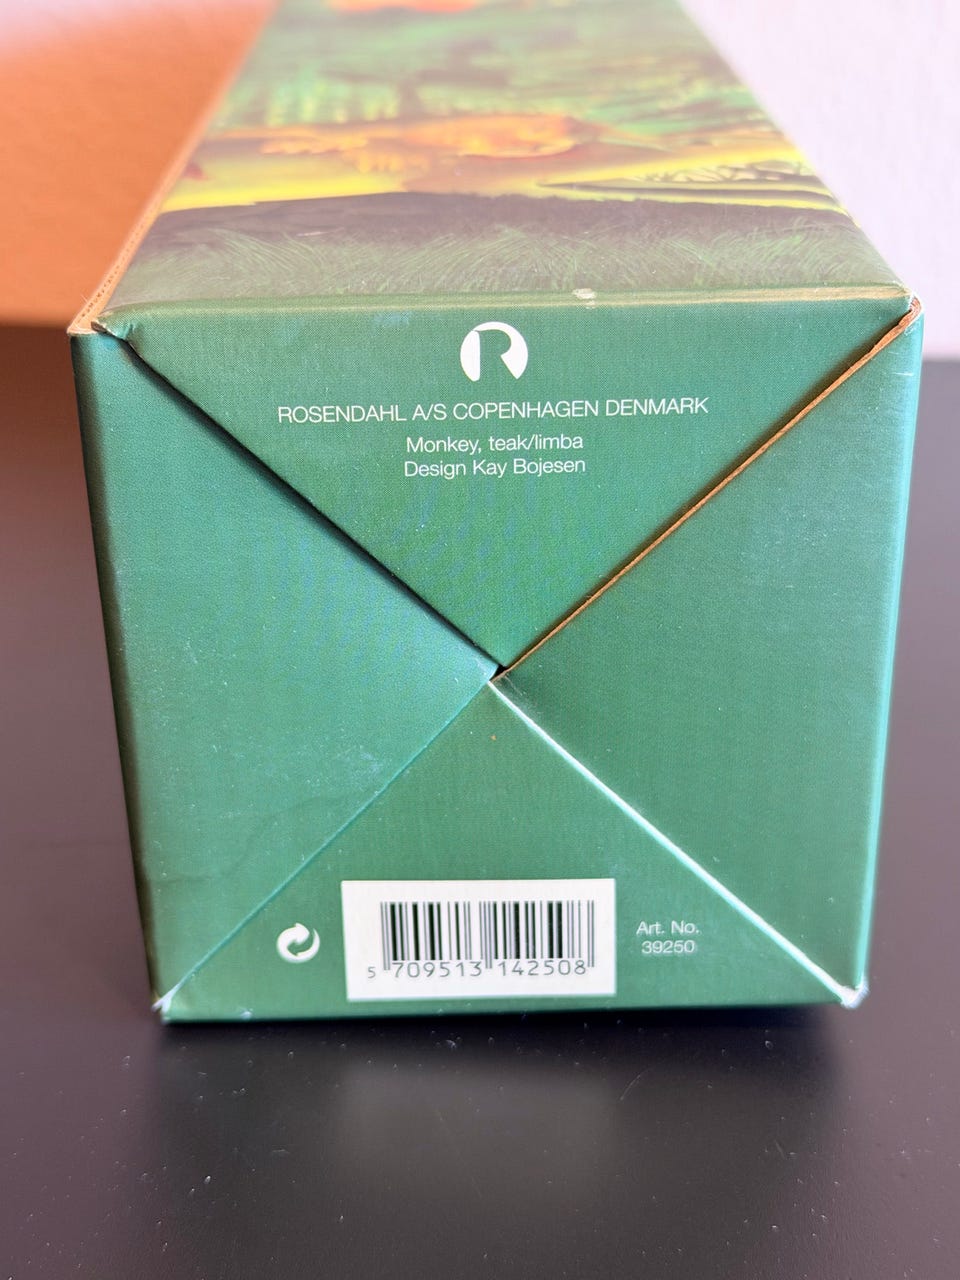 R
ROSENDAHL A/S COPENHAGEN DENMARK
Monkey, teak/limba
Design Kay Bojesen
Art. No.
39250
5 709513 142508